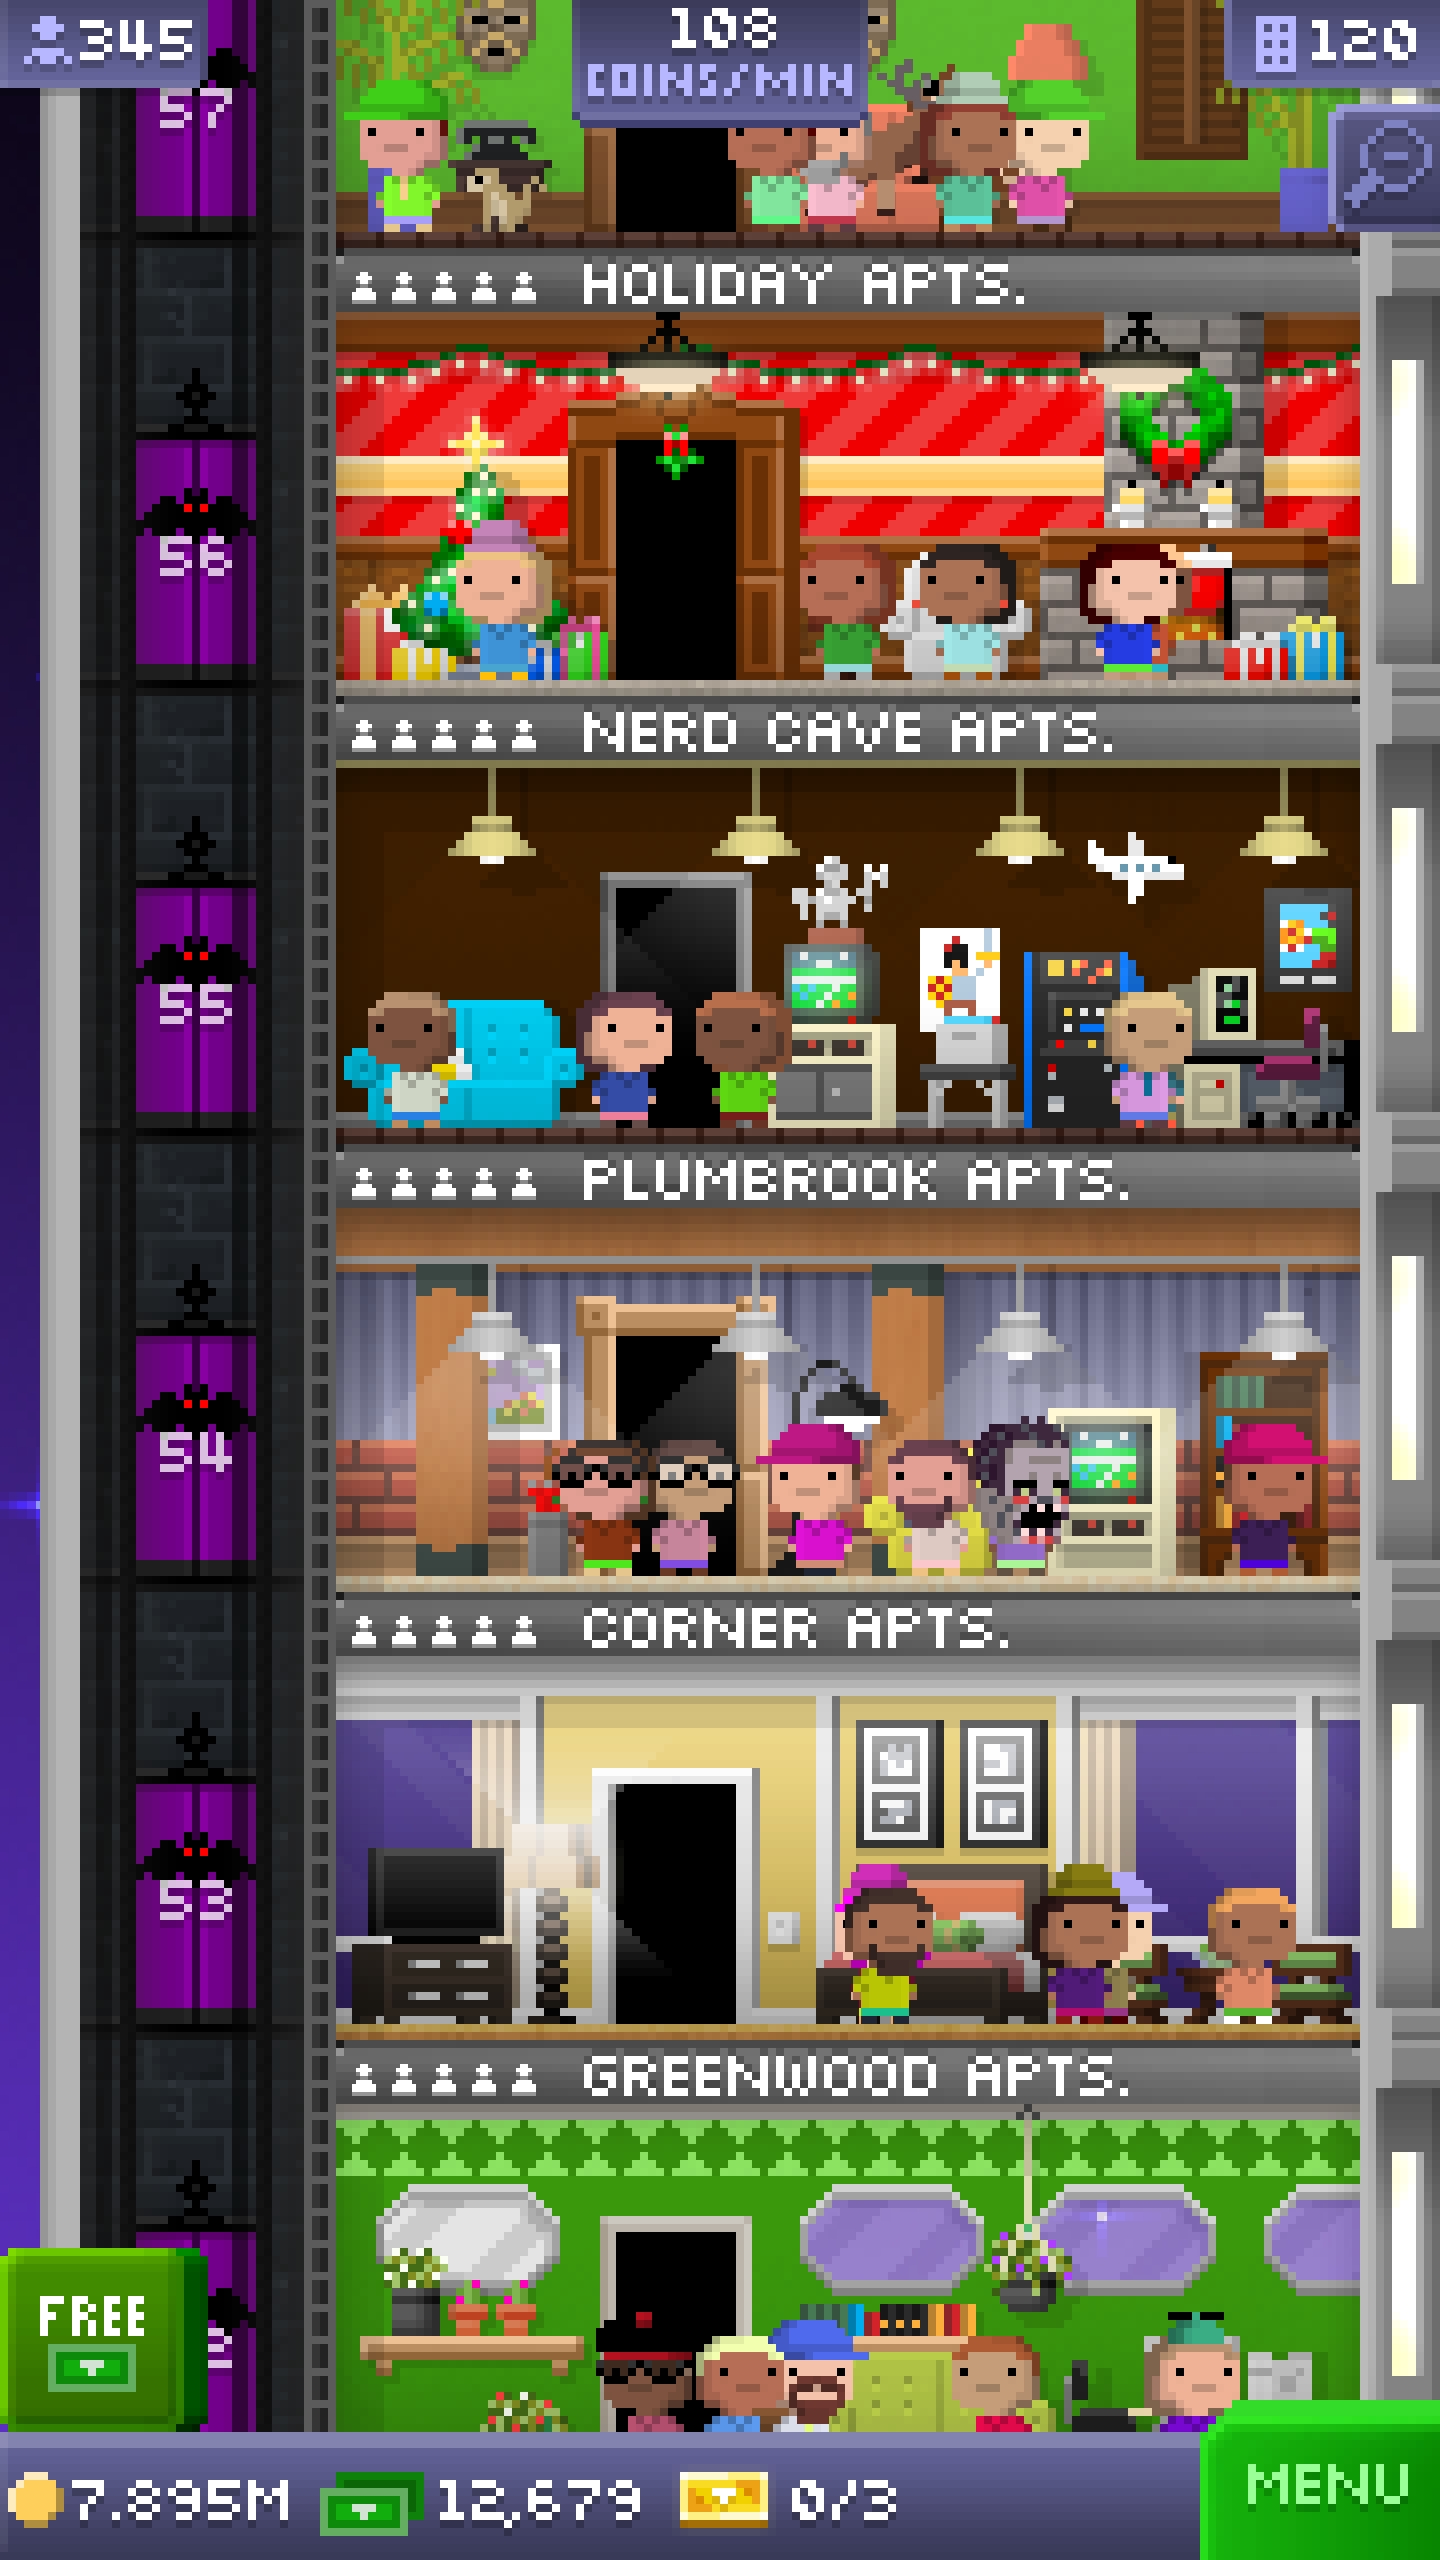 345
108
COINS/MIN
120
57
HOLIDAY APTS.
56
NERD CAVE APTS.
55
PLUMBROOK APTS.
54
CORNER APTS.
53
GREENWOOD APTS.
FREE
7.895M
12,679
0/3
MENU